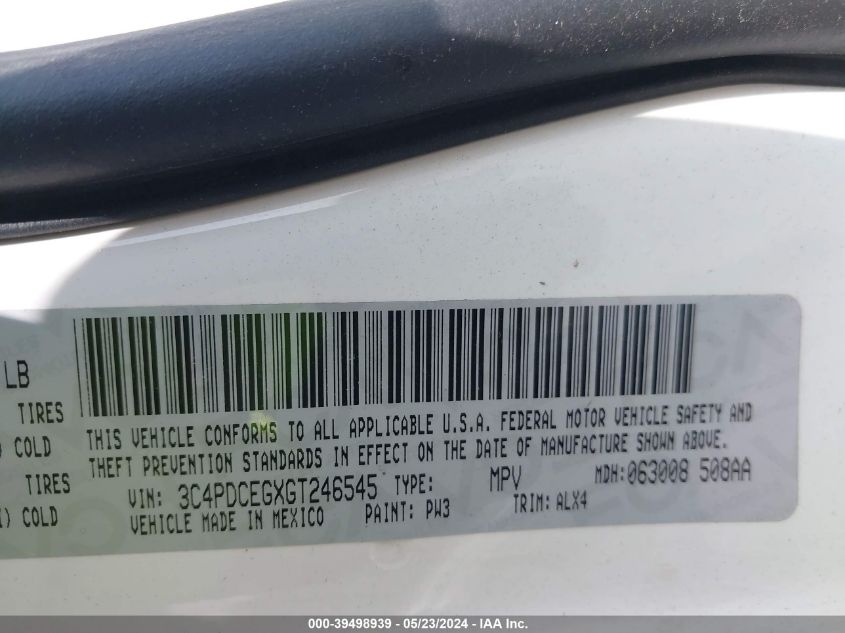 LB
TIRES
COLD
TIRES
COLD
THIS VEHICLE CONFORMS TO ALL APPLICABLE U.S.A. FEDERAL MOTOR VEHICLE SAFETY AND
THEFT PREVENTION STANDARDS IN EFFECT ON THE DATE OF MANUFACTURE SHOWN ABOVE.
VIN: 3C4PDCEGXGT246545 TYPE: MPV MDH: 063008 508AA
VEHICLE MADE IN MEXICO PAINT: PW3 TRIM: ALX4
000-39498939 – 05/23/2024 – IAA Inc.